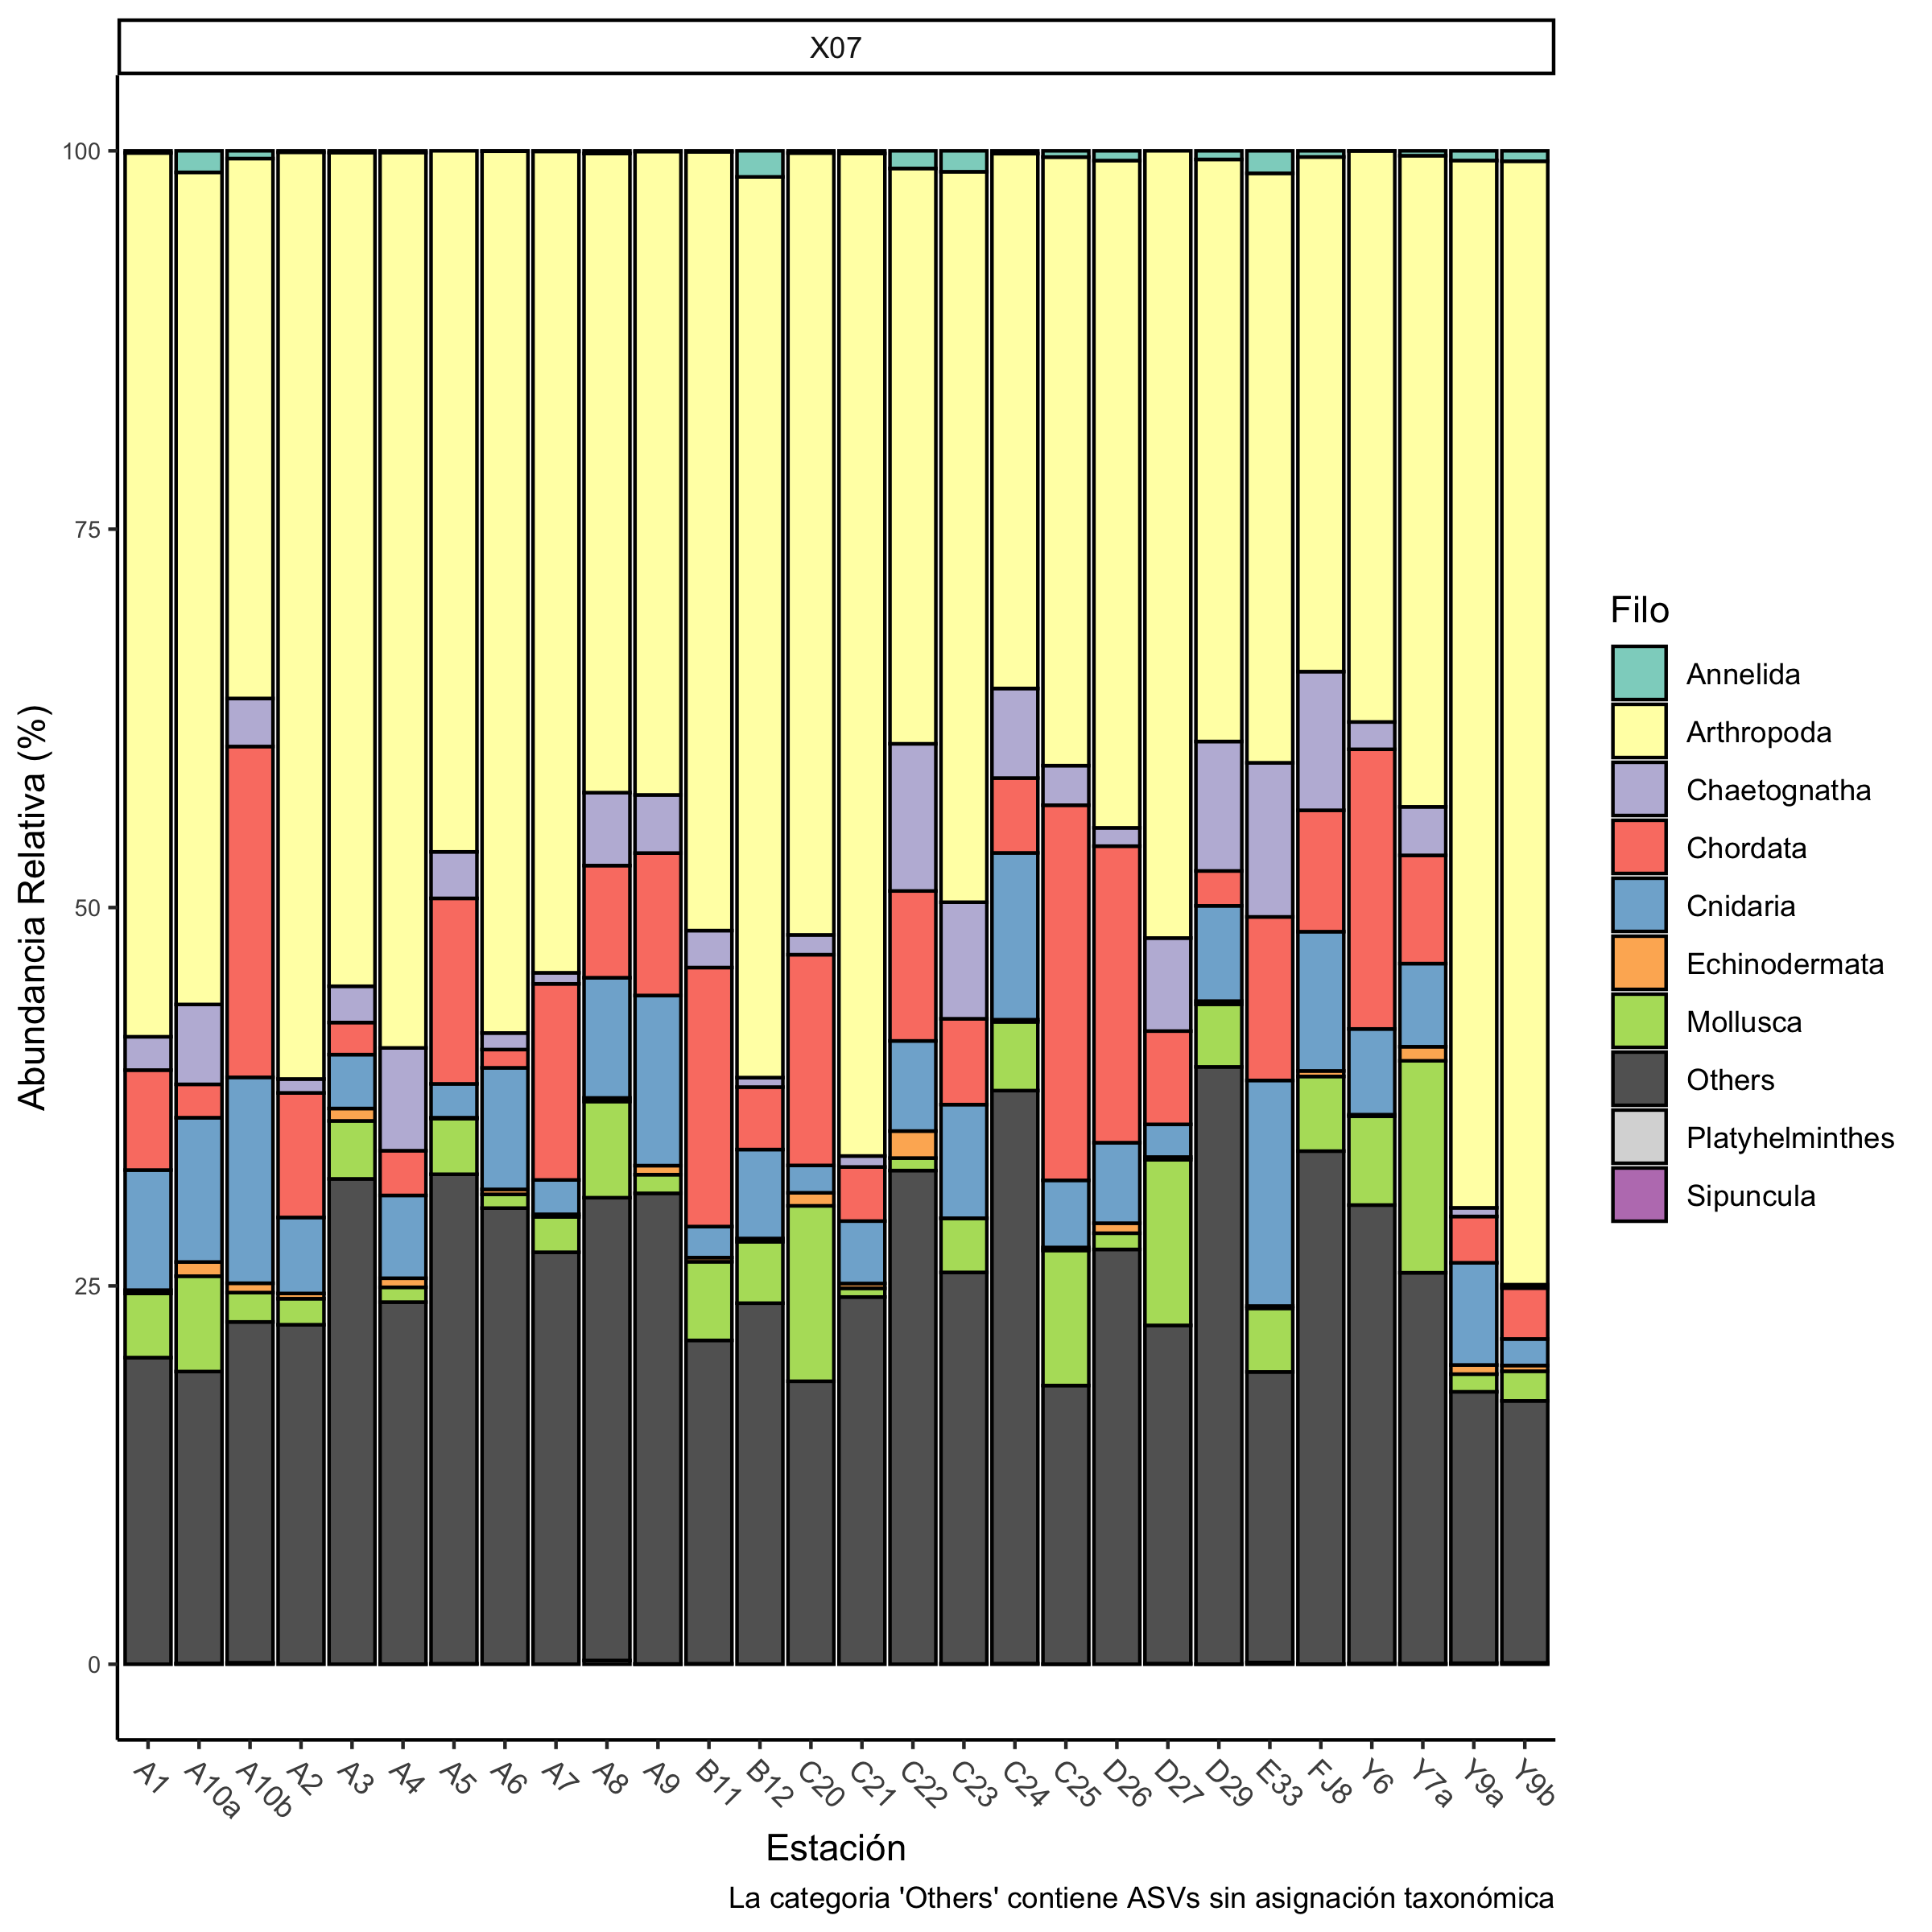 X07
Abundancia Relativa (%)
100
75
50
25
0
A1 A10a A10b A2 A3 A4 A5 A6 A7 A8 A9 B11 B12 C20 C21 C22 C23 C24 C25 D26 D27 D29 E33 FJ8 Y6 Y7a Y9a Y9b
Estación
La categoria 'Others' contiene ASVs sin asignación taxonómica
Filo
Annelida
Arthropoda
Chaetognatha
Chordata
Cnidaria
Echinodermata
Mollusca
Others
Platyhelminthes
Sipuncula